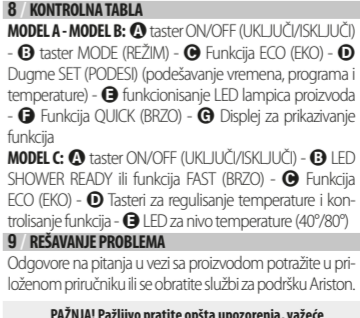 8 / KONTROLNA TABLA
MODEL A - MODEL B: A taster ON/OFF (UKLJUČI/ISKLJUČI)
- B taster MODE (REŽIM) - C Funkcija ECO (EKO) - D
Dugme SET (PODESI) (podešavanje vremena, programa i
temperature) - E funkcionisanje LED lampica proizvoda
- F Funkcija QUICK (BRZO) - G Displej za prikazivanje
funkcija
MODEL C: A taster ON/OFF (UKLJUČI/ISKLJUČI) - B LED
SHOWER READY ili funkcija FAST (BRZO) - C Funkcija
ECO (EKO) - D Tasteri za regulisanje temperature i kon-
trolisanje funkcija - E LED za nivo temperature (40°/80°)
9 / REŠAVANJE PROBLEMA
Odgovore na pitanja u vezi sa proizvodom potražite u pri-
loženom priručniku ili se obratite službi za podršku Ariston.
PAŽNJA! Pažljivo pratite opšta upozorenja, važeće